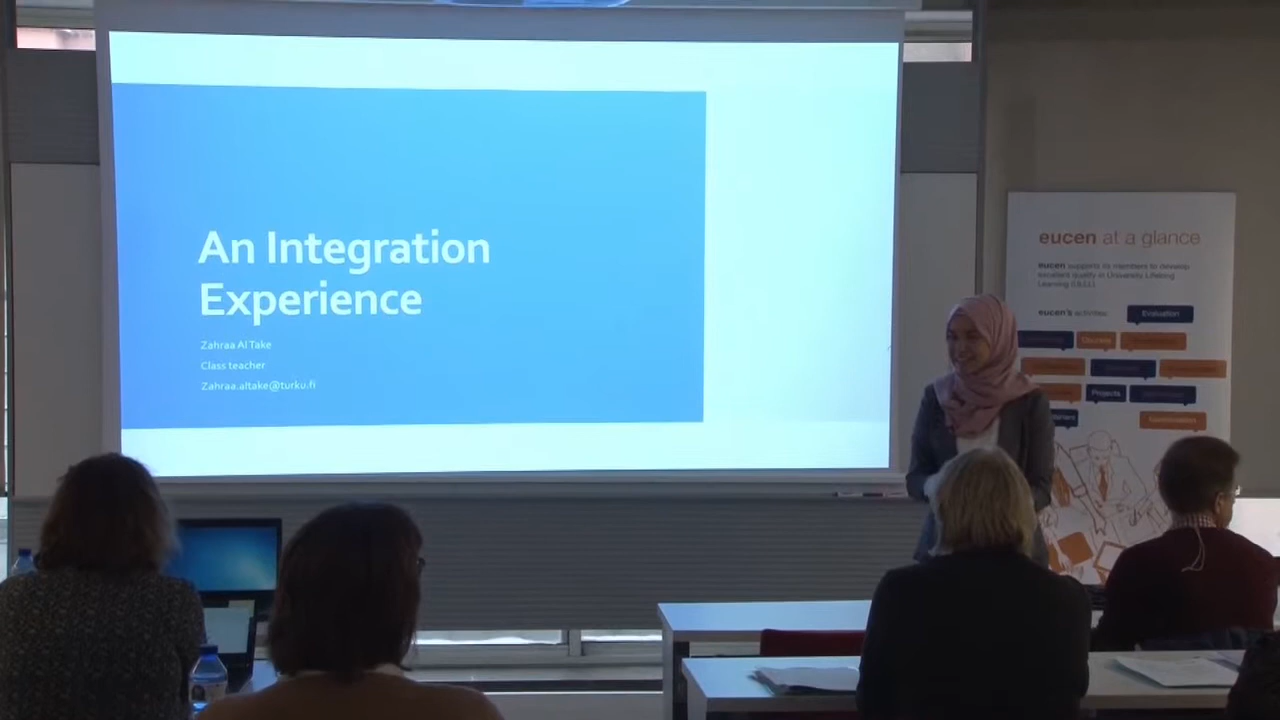 An Integration
Experience
Zahraa Al Take
Class teacher
Zahraa.altake@turku.fi
eucen at a glance
eucen supports its members to develop
excellent quality in University Lifelong
Learning (ULLL)
eucen's activities
Evaluation
Courses
Projects